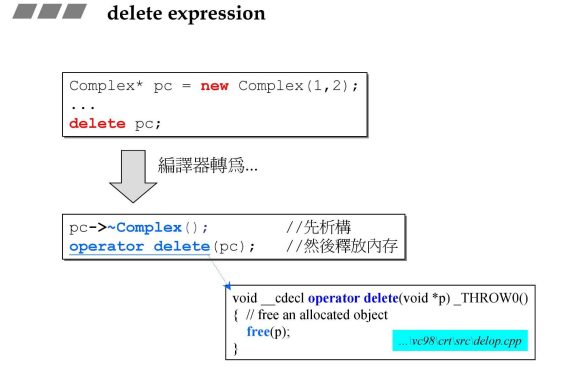 delete expression
Complex* pc = new Complex(1,2);
...
delete pc;
編譯器轉為...
pc->~Complex(); //先析構
operator delete(pc); //然後釋放內存
void __cdecl operator delete(void *p) _THROW0()
{ // free an allocated object
free(p);
}
...\vc98\crt\src\delop.cpp